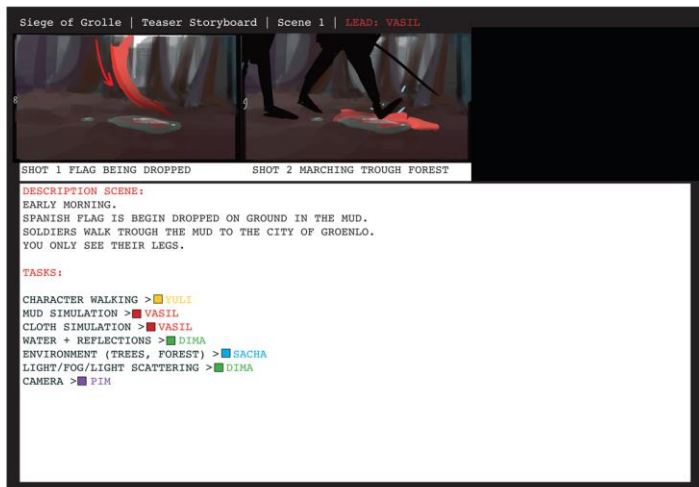 Siege of Grolle | Teaser Storyboard | Scene 1 | LEAD: VASIL
SHOT 1 FLAG BEING DROPPED
SHOT 2 MARCHING TROUGH FOREST
DESCRIPTION SCENE:
EARLY MORNING.
SPANISH FLAG IS BEGIN DROPPED ON GROUND IN THE MUD.
SOLDIERS WALK TROUGH THE MUD TO THE CITY OF GROENLO.
YOU ONLY SEE THEIR LEGS.
TASKS:
CHARACTER WALKING > YULI
MUD SIMULATION > VASIL
CLOTH SIMULATION > VASIL
WATER + REFLECTIONS > DIMA
ENVIRONMENT (TREES, FOREST) > SACHA
LIGHT/FOG/LIGHT SCATTERING > DIMA
CAMERA > PIM